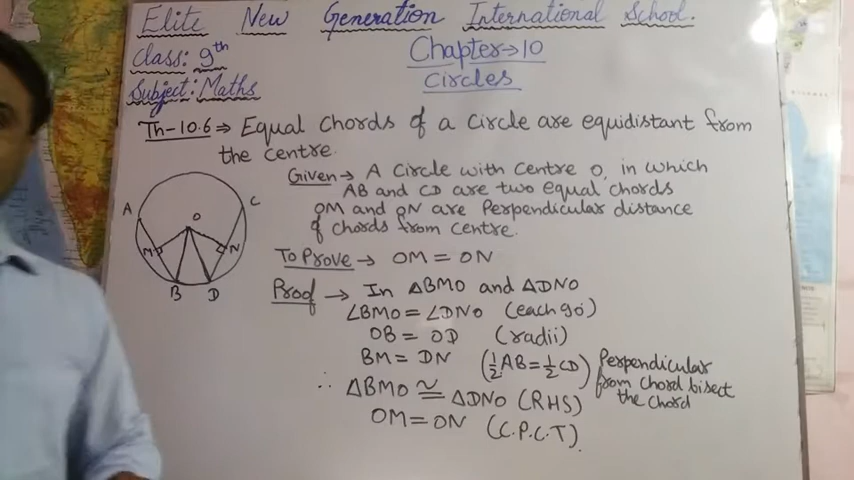 Elite New Generation International School.
Class: 9th
Chapter→10
Circles
Subject: Maths
Th-10.6 ⇒ Equal chords of a circle are equidistant from
the centre.
Given → A circle with centre O, in which
AB and CD are two equal chords
OM and ON are Perpendicular distance
of chords from centre.
A
C
O
M
N
B
D
To Prove → OM = ON
Proof → In △BMO and △DNO
∠BMO = ∠DNO (each 90)
OB = OD (radii)
BM = DN (½AB = ½CD) Perpendicular
from chord bisect
the chord
∴ △BMO ≅ △DNO (RHS)
OM = ON (C.P.C.T).